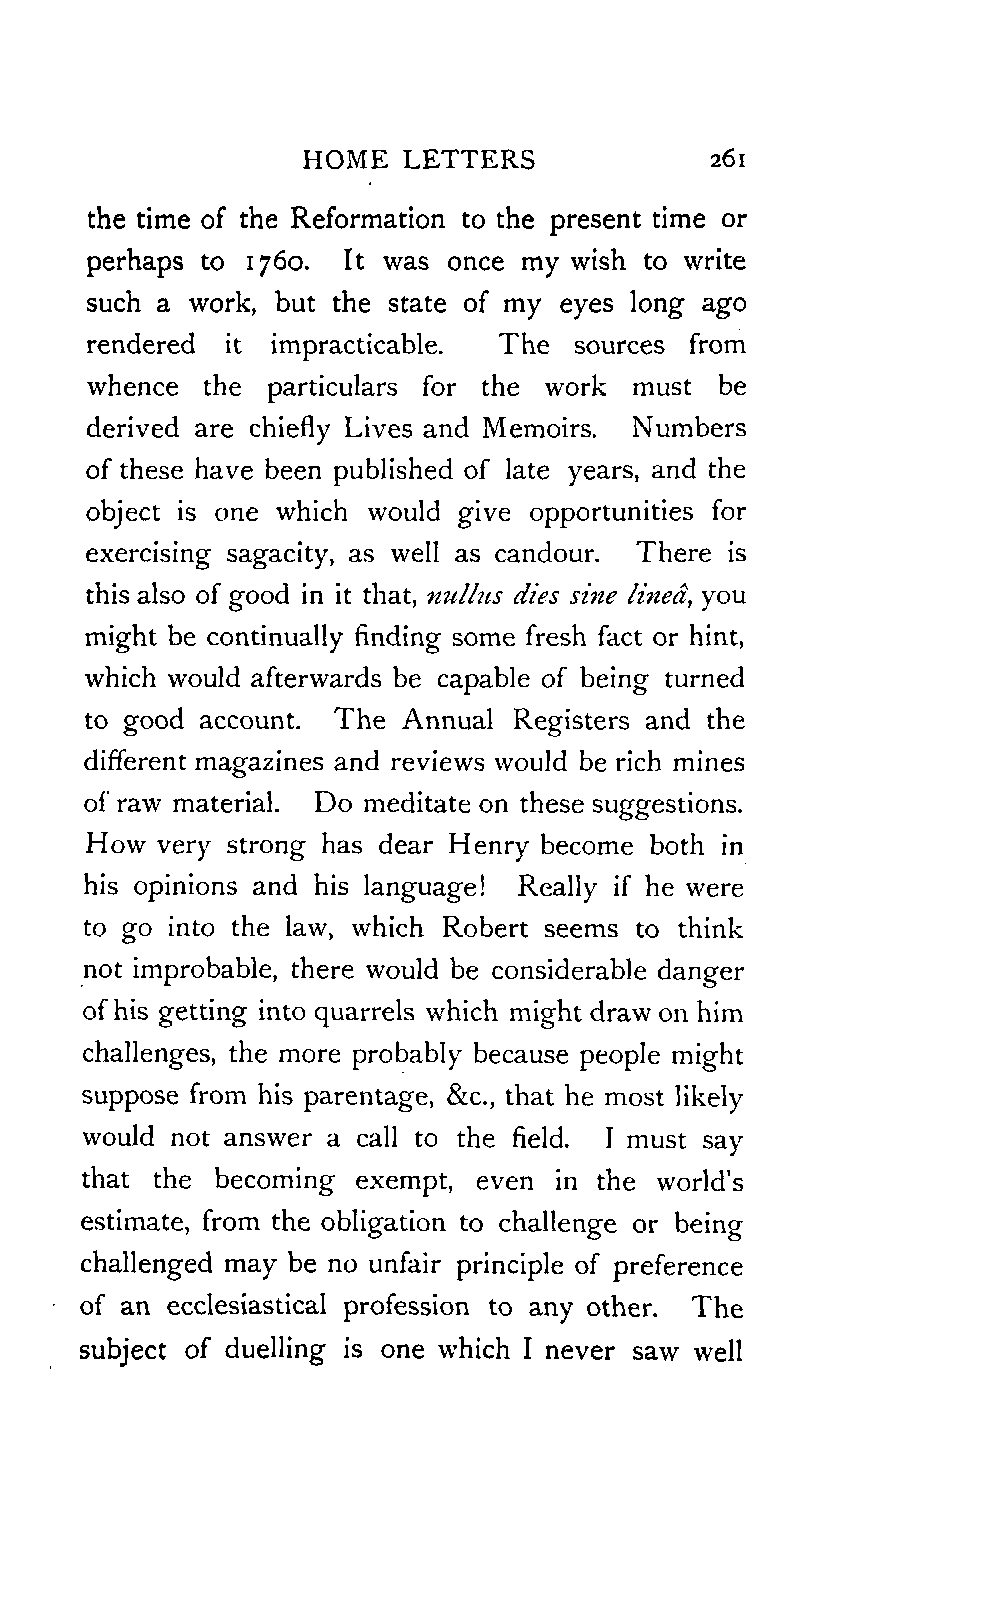 HOME LETTERS 261
the time of the Reformation to the present time or
perhaps to 1760. It was once my wish to write
such a work, but the state of my eyes long ago
rendered it impracticable. The sources from
whence the particulars for the work must be
derived are chiefly Lives and Memoirs. Numbers
of these have been published of late years, and the
object is one which would give opportunities for
exercising sagacity, as well as candour. There is
this also of good in it that, nullus dies sine lineâ, you
might be continually finding some fresh fact or hint,
which would afterwards be capable of being turned
to good account. The Annual Registers and the
different magazines and reviews would be rich mines
of raw material. Do meditate on these suggestions.
How very strong has dear Henry become both in
his opinions and his language! Really if he were
to go into the law, which Robert seems to think
not improbable, there would be considerable danger
of his getting into quarrels which might draw on him
challenges, the more probably because people might
suppose from his parentage, &c., that he most likely
would not answer a call to the field. I must say
that the becoming exempt, even in the world's
estimate, from the obligation to challenge or being
challenged may be no unfair principle of preference
of an ecclesiastical profession to any other. The
subject of duelling is one which I never saw well